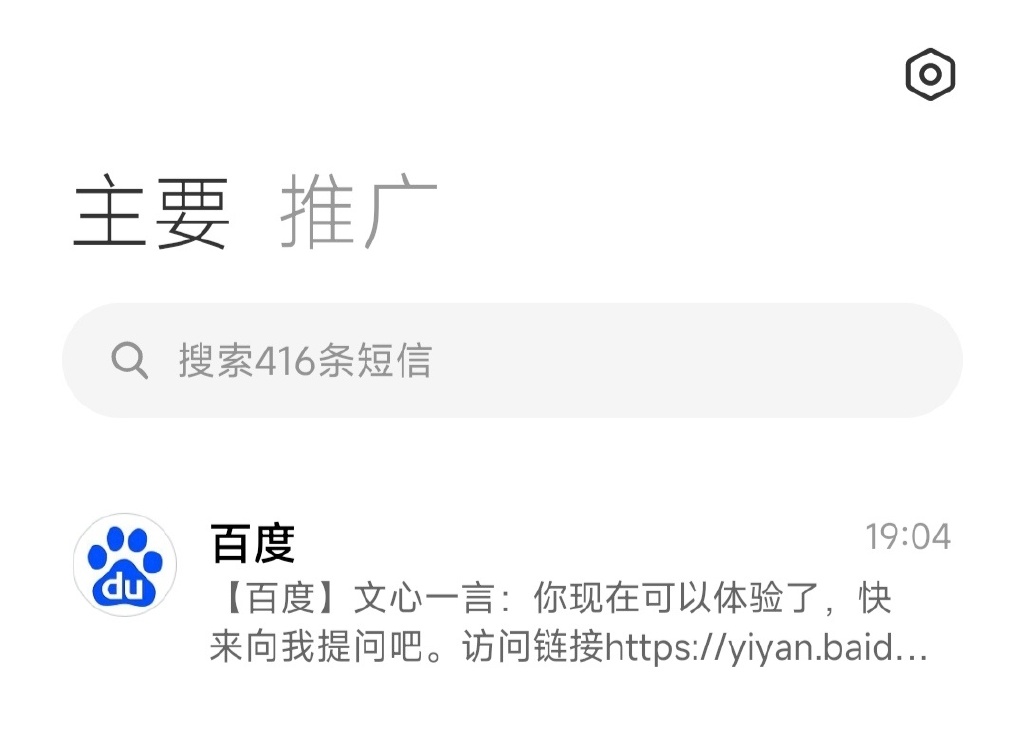 主要 推广
搜索416条短信
百度 19:04
du
【百度】文心一言：你现在可以体验了，快
来向我提问吧。访问链接https://yiyan.baid...